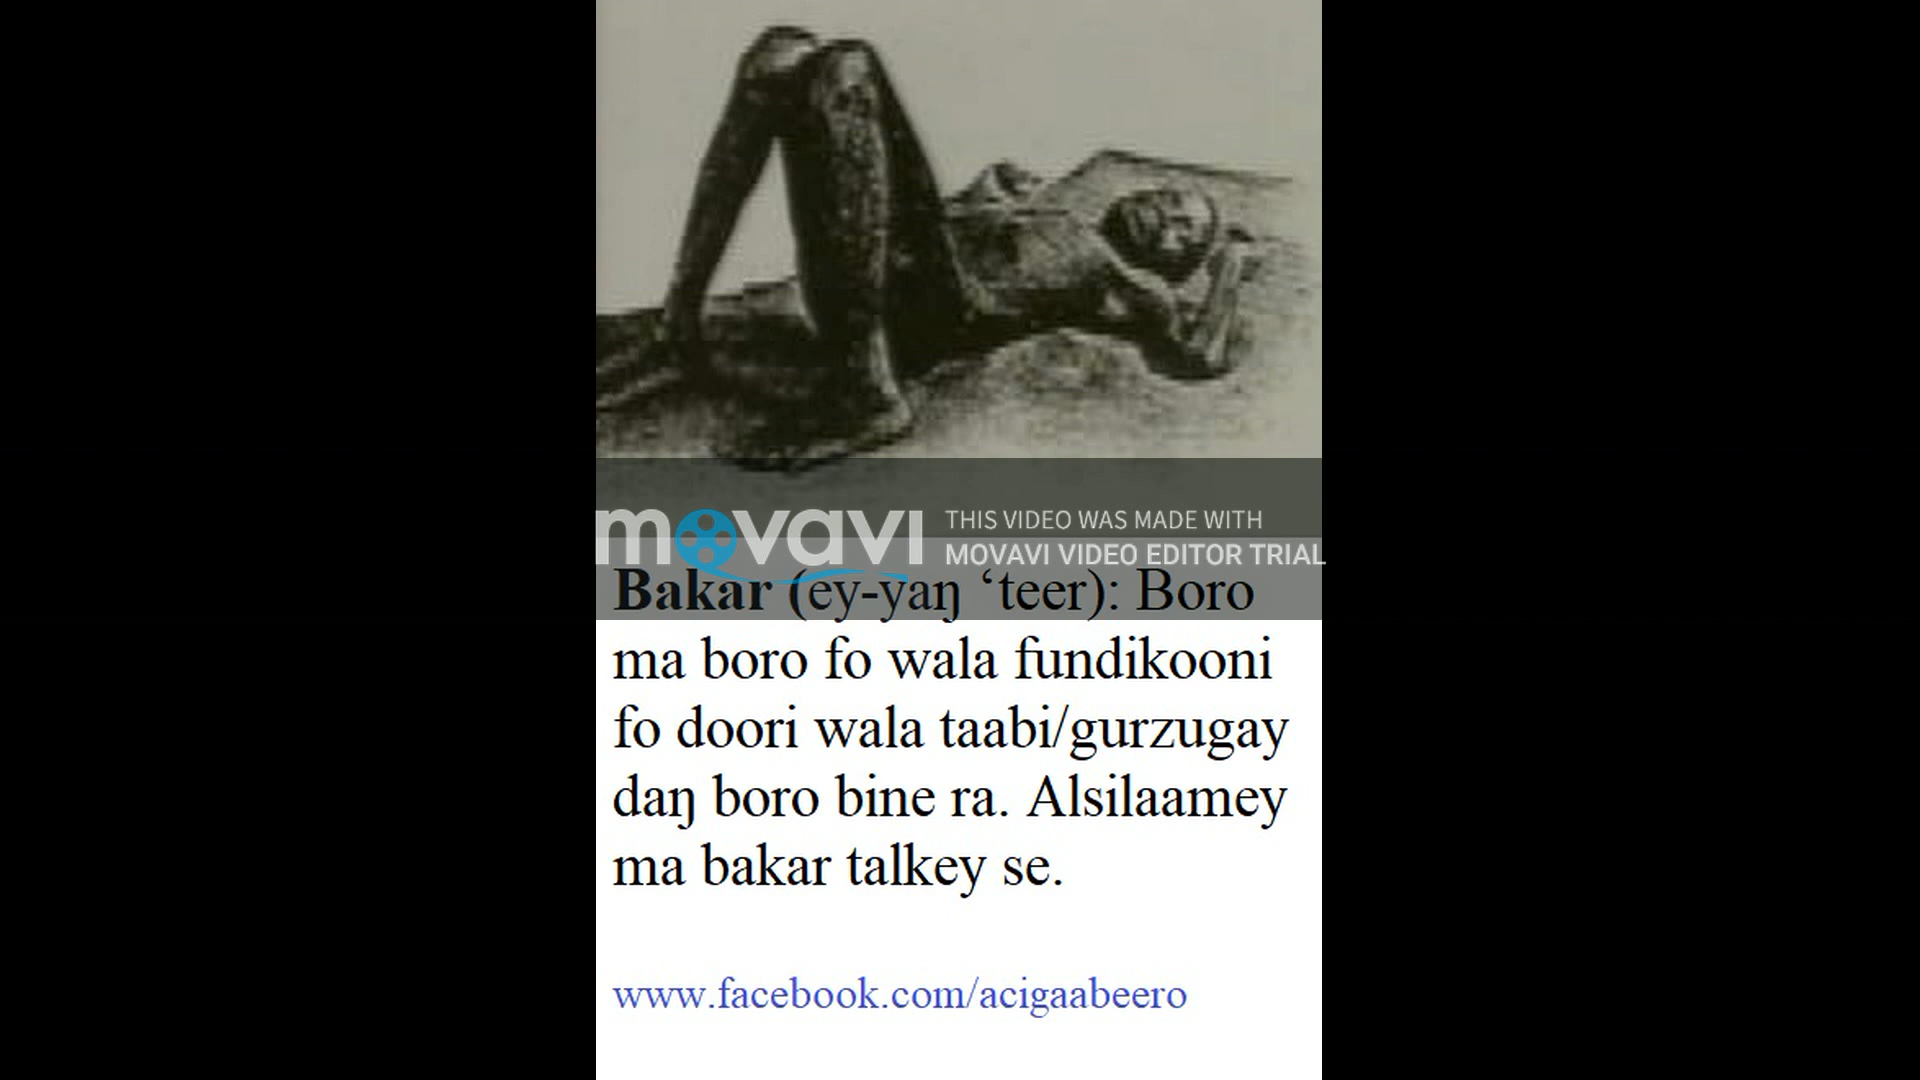 movavi
THIS VIDEO WAS MADE WITH
MOVAVI VIDEO EDITOR TRIAL
Bakar (ey-yaŋ ‘teer): Boro
ma boro fo wala fundikooni
fo doori wala taabi/gurzugay
daŋ boro bine ra. Alsilaamey
ma bakar talkey se.
www.facebook.com/acigaabeero